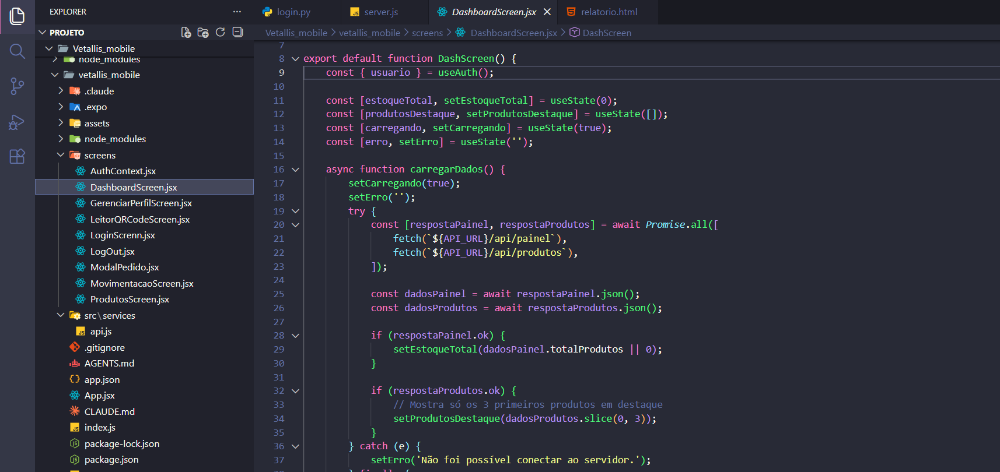 EXPLORER
PROJETO
Vetallis_mobile
node_modules
vetallis_mobile
.claude
.expo
assets
node_modules
screens
AuthContext.jsx
DashboardScreen.jsx
GerenciarPerfilScreen.jsx
LeitorQRCodeScreen.jsx
LoginScrenn.jsx
LogOut.jsx
ModalPedido.jsx
MovimentacaoScreen.jsx
ProdutosScreen.jsx
src\services
JS api.js
.gitignore
AGENTS.md
{} app.json
App.jsx
CLAUDE.md
JS index.js
package-lock.json
package.json
login.py JS server.js DashboardScreen.jsx relatorio.html
Vetallis_mobile > vetallis_mobile > screens > DashboardScreen.jsx > DashScreen
7
8 export default function DashScreen() {
9 const { usuario } = useAuth();
10
11 const [estoqueTotal, setEstoqueTotal] = useState(0);
12 const [produtosDestaque, setProdutosDestaque] = useState([]);
13 const [carregando, setCarregando] = useState(true);
14 const [erro, setErro] = useState('');
15
16 async function carregarDados() {
17 setCarregando(true);
18 setErro('');
19 try {
20 const [respostaPainel, respostaProdutos] = await Promise.all([
21 fetch(`${API_URL}/api/painel`),
22 fetch(`${API_URL}/api/produtos`),
23 ]);
24
25 const dadosPainel = await respostaPainel.json();
26 const dadosProdutos = await respostaProdutos.json();
27
28 if (respostaPainel.ok) {
29 setEstoqueTotal(dadosPainel.totalProdutos || 0);
30 }
31
32 if (respostaProdutos.ok) {
33 // Mostra só os 3 primeiros produtos em destaque
34 setProdutosDestaque(dadosProdutos.slice(0, 3));
35 }
36 } catch (e) {
37 setErro('Não foi possível conectar ao servidor.');